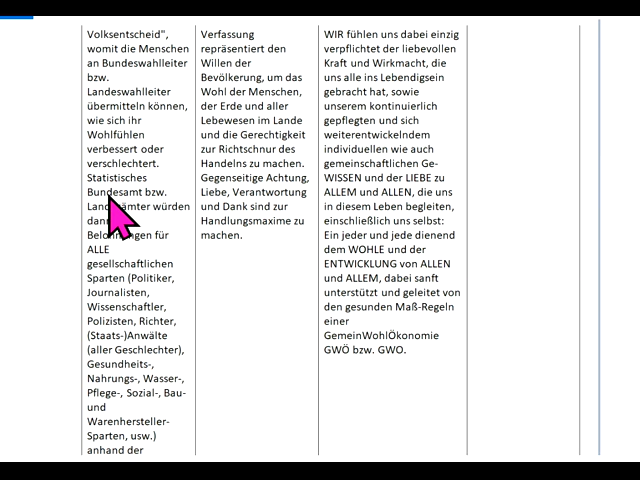 Volksentscheid",
womit die Menschen
an Bundeswahlleiter
bzw.
Landeswahlleiter
übermitteln können,
wie sich ihr
Wohlfühlen
verbessert oder
verschlechtert.
Statistisches
Bundesamt bzw.
würden
für
ALLE
gesellschaftlichen
Sparten (Politiker,
Journalisten,
Wissenschaftler,
Polizisten, Richter,
(Staats-)Anwälte
(aller Geschlechter),
Gesundheits-,
Nahrungs-, Wasser-,
Pflege-, Sozial-, Bau-
und
Warenhersteller-
Sparten, usw.)
anhand der
Verfassung
repräsentiert den
Willen der
Bevölkerung, um das
Wohl der Menschen,
der Erde und aller
Lebewesen im Lande
und die Gerechtigkeit
zur Richtschnur des
Handelns zu machen.
Gegenseitige Achtung,
Liebe, Verantwortung
und Dank sind zur
Handlungsmaxime zu
machen.
WIR fühlen uns dabei einzig
verpflichtet der liebevollen
Kraft und Wirkmacht, die
uns alle ins Lebendigsein
gebracht hat, sowie
unserem kontinuierlich
gepflegten und sich
weiterentwickelndem
individuellen wie auch
gemeinschaftlichen Ge-
WISSEN und der LIEBE zu
ALLEM und ALLEN, die uns
in diesem Leben begleiten,
einschließlich uns selbst:
Ein jeder und jede dienend
dem WOHLE und der
ENTWICKLUNG von ALLEN
und ALLEM, dabei sanft
unterstützt und geleitet von
den gesunden Maß-Regeln
einer
GemeinWohlÖkonomie
GWÖ bzw. GWO.